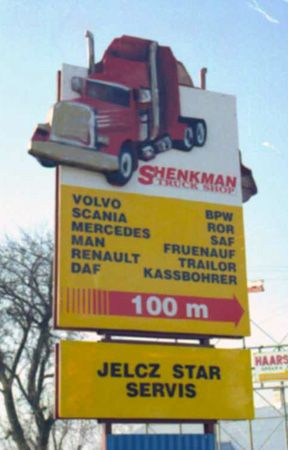 SHENKMAN
TRUCK SHOP
VOLVO
SCANIA
MERCEDES
MAN
RENAULT
DAF
BPW
ROR
SAF
FRUENAUF
TRAILOR
KASSBOHRER
100 m
JELCZ STAR
SERVIS
HAARS